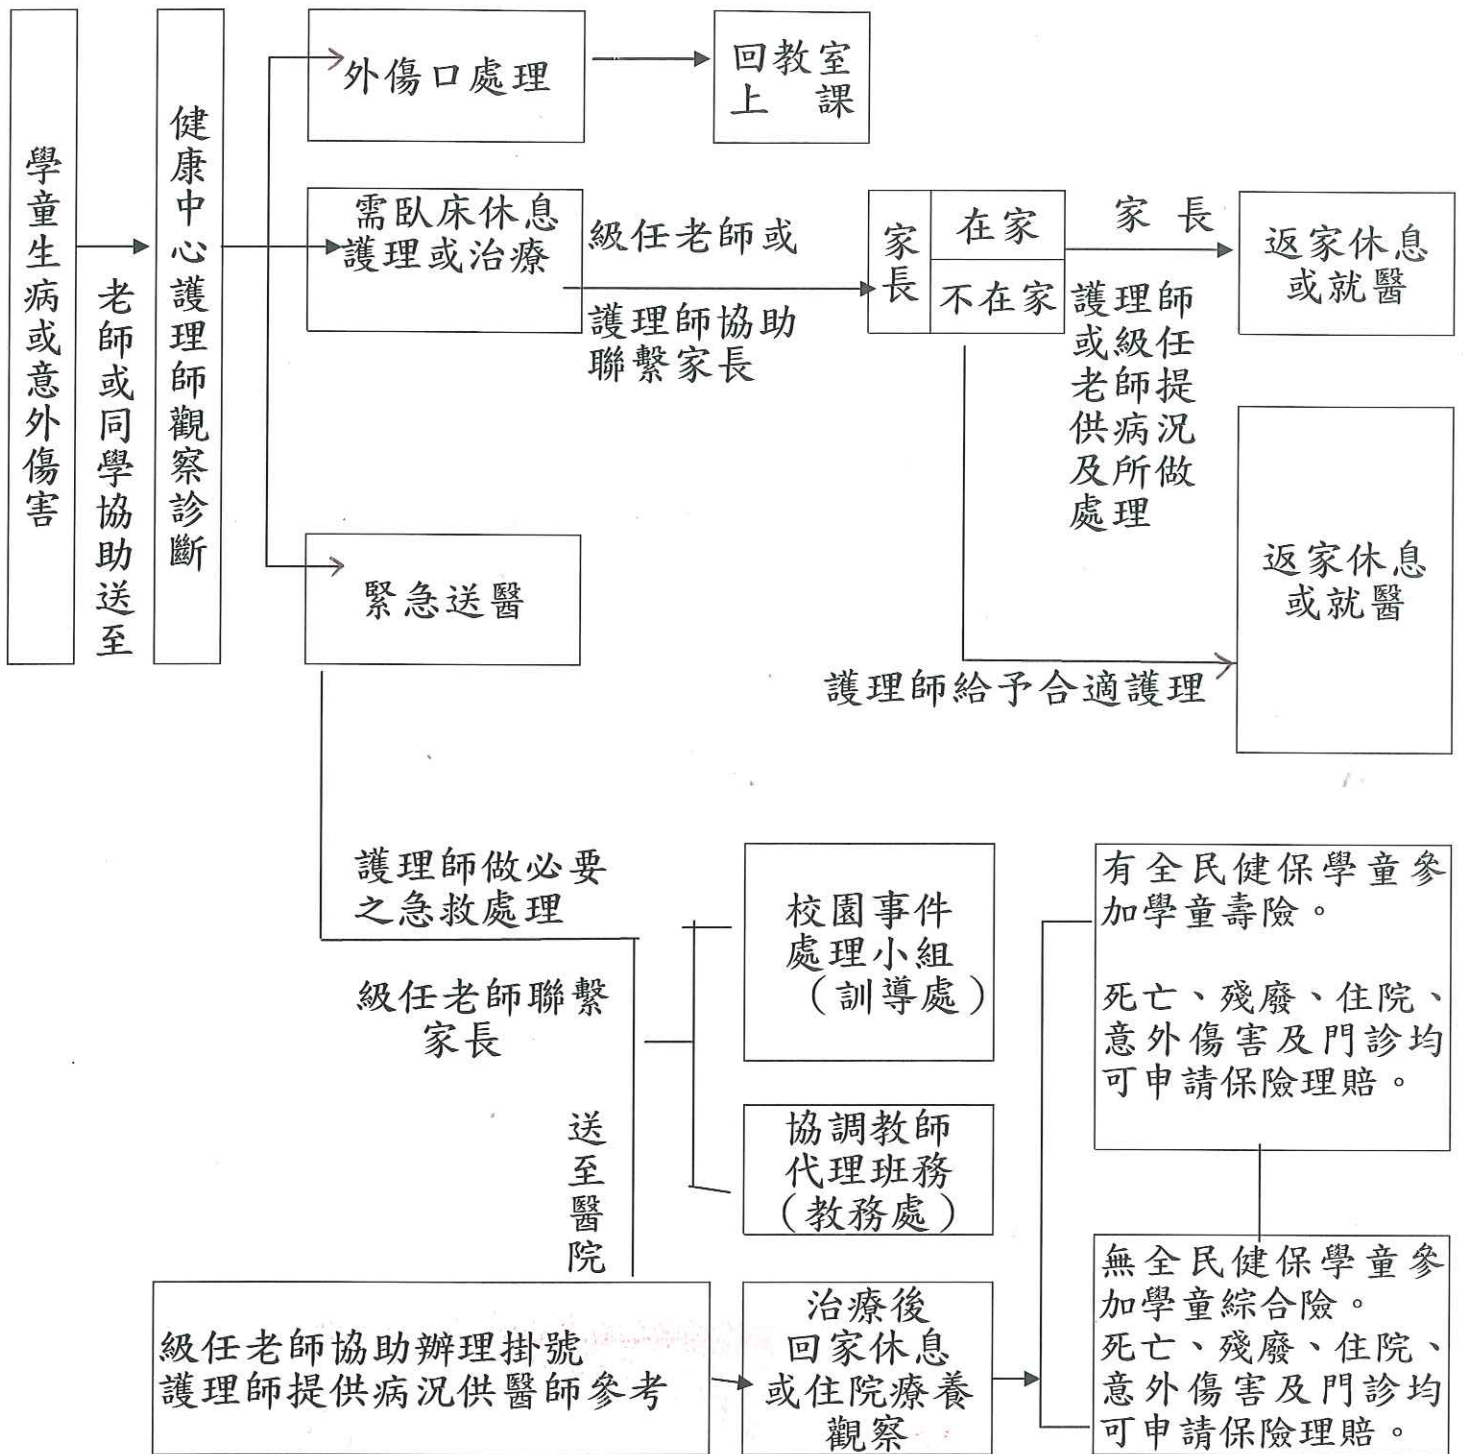 學童生病或意外傷害
老師或同學協助送至
健康中心護理師觀察診斷
外傷口處理
回教室
上 課
需臥床休息
護理或治療
級任老師或
護理師協助
聯繫家長
家長
在家
不在家
家 長
護理師
或級任
老師提
供病況
及所做
處理
返家休息
或就醫
返家休息
或就醫
護理師給予合適護理
緊急送醫
護理師做必要
之急救處理
級任老師聯繫
家長
送至醫院
校園事件
處理小組
(訓導處)
協調教師
代理班務
(教務處)
級任老師協助辦理掛號
護理師提供病況供醫師參考
治療後
回家休息
或住院療養
觀察
有全民健保學童參
加學童壽險。
死亡、殘廢、住院、
意外傷害及門診均
可申請保險理賠。
無全民健保學童參
加學童綜合險。
死亡、殘廢、住院、
意外傷害及門診均
可申請保險理賠。